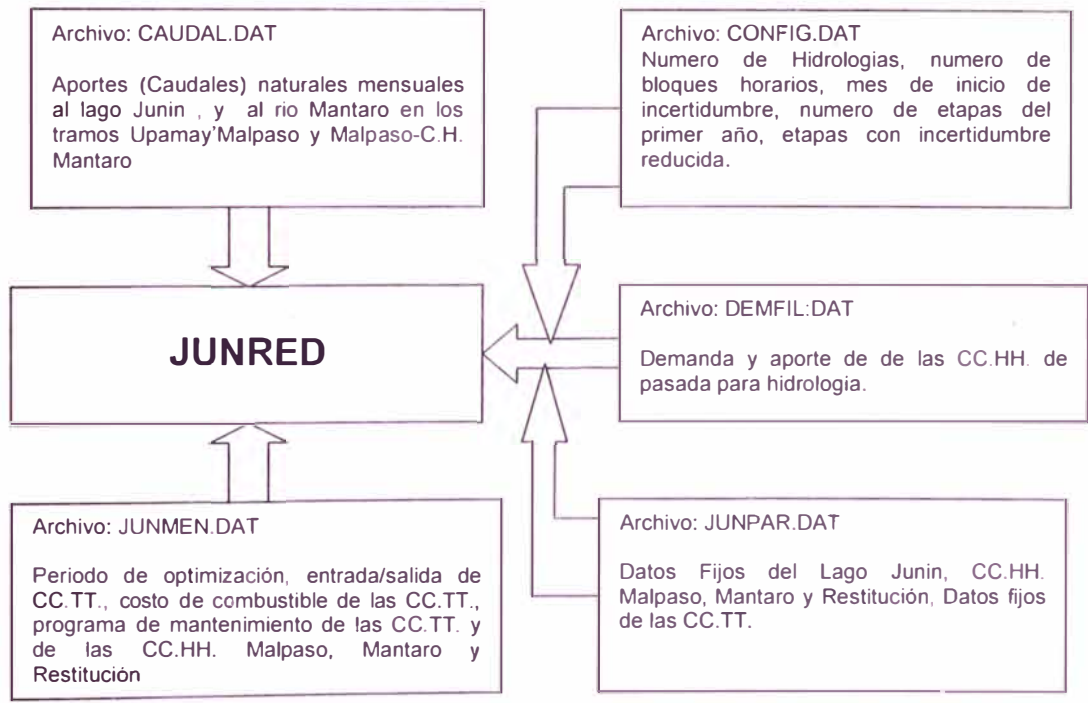 Archivo: CAUDAL.DAT
Aportes (Caudales) naturales mensuales
al lago Junin , y al rio Mantaro en los
tramos Upamay'Malpaso y Malpaso-C.H.
Mantaro
Archivo: CONFIG.DAT
Numero de Hidrologias, numero de
bloques horarios, mes de inicio de
incertidumbre, numero de etapas del
primer año, etapas con incertidumbre
reducida.
JUNRED
Archivo: DEMFIL:DAT
Demanda y aporte de de las CC.HH. de
pasada para hidrologia.
Archivo: JUNMEN.DAT
Periodo de optimización, entrada/salida de
CC.TT., costo de combustible de las CC.TT.,
programa de mantenimiento de las CC.TT. y
de las CC.HH. Malpaso, Mantaro y
Restitución
Archivo: JUNPAR.DAT
Datos Fijos del Lago Junin, CC.HH.
Malpaso, Mantaro y Restitución, Datos fijos
de las CC.TT.